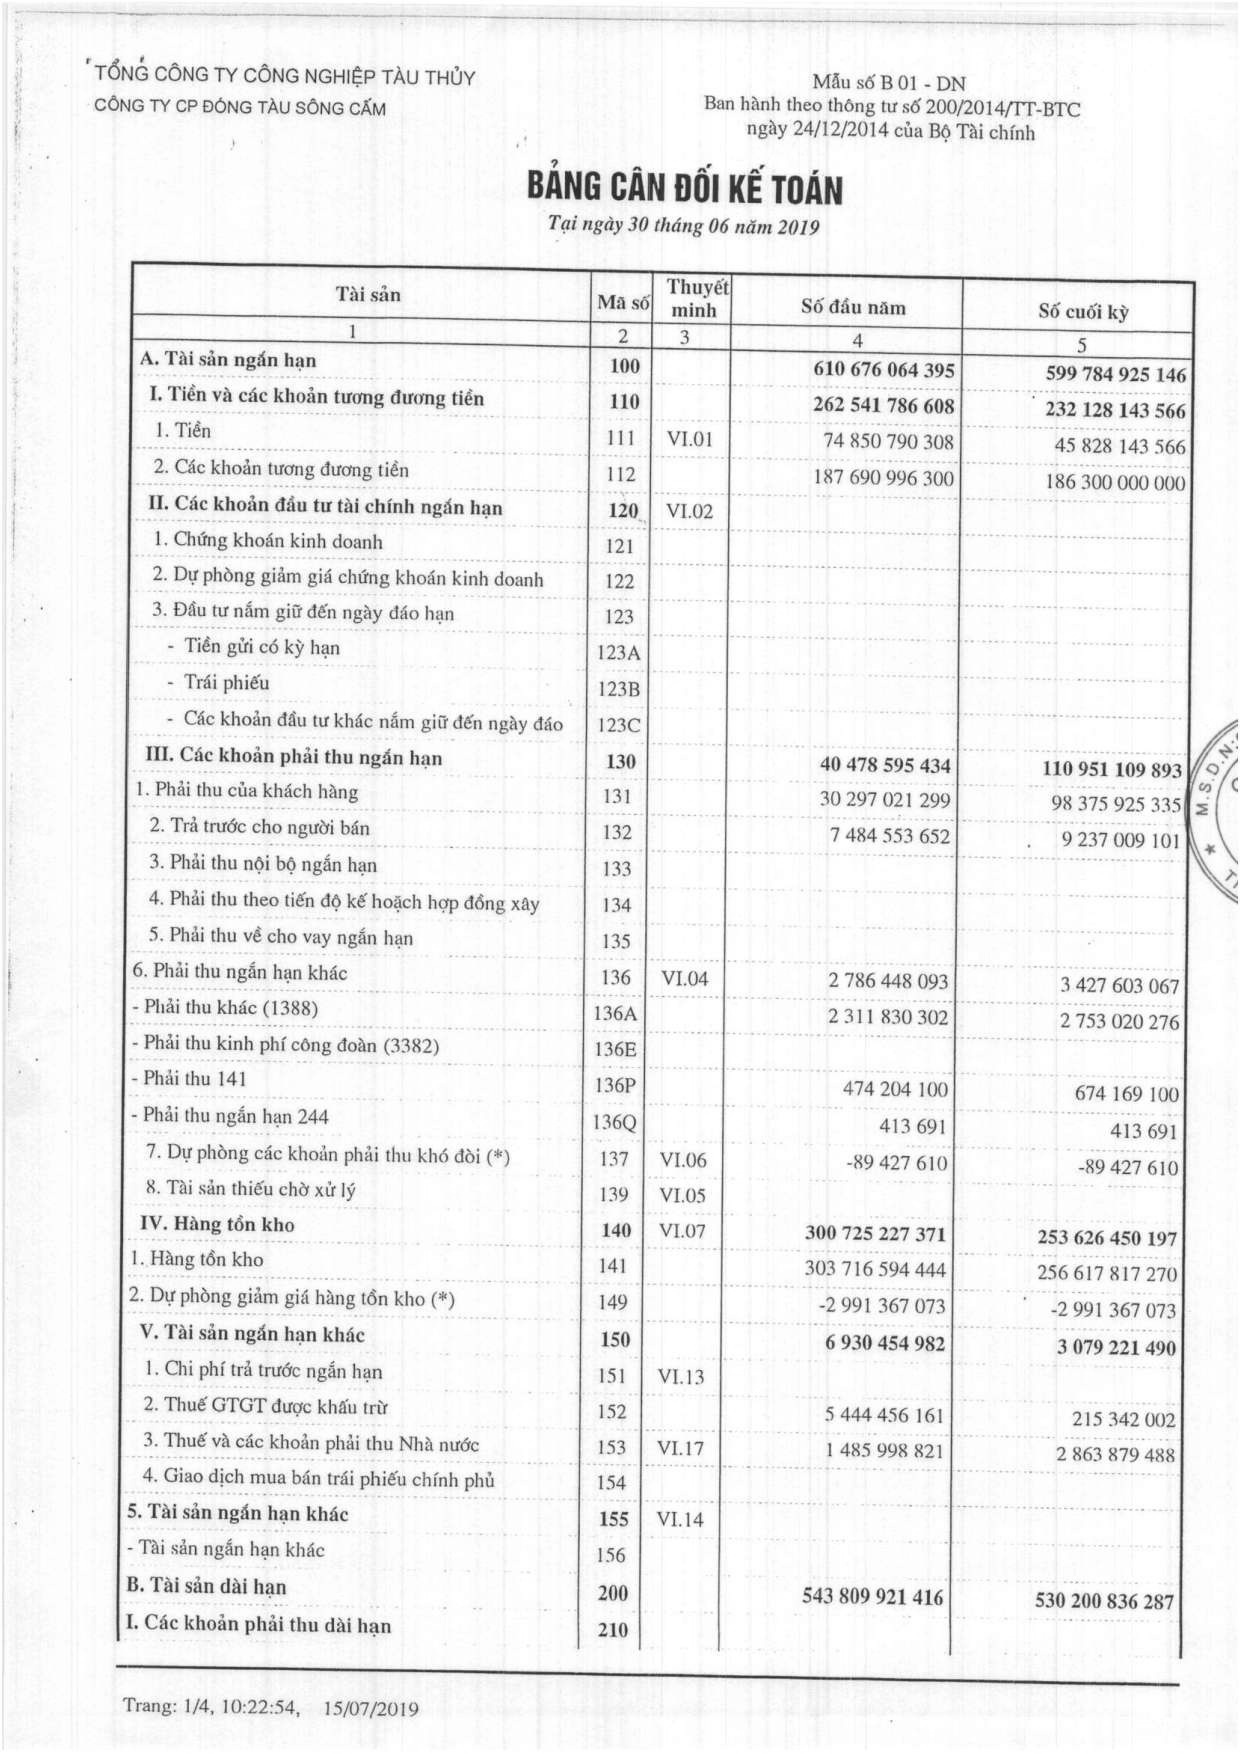 TỔNG CÔNG TY CÔNG NGHIỆP TÀU THỦY
CÔNG TY CP ĐÓNG TÀU SÔNG CẤM
Mẫu số B 01 - DN
Ban hành theo thông tư số 200/2014/TT-BTC
ngày 24/12/2014 của Bộ Tài chính
BẢNG CÂN ĐỐI KẾ TOÁN
Tại ngày 30 tháng 06 năm 2019
Tài sản Mã số Thuyết minh Số đầu năm Số cuối kỳ
1 2 3 4 5
A. Tài sản ngắn hạn 100 610 676 064 395 599 784 925 146
I. Tiền và các khoản tương đương tiền 110 262 541 786 608 232 128 143 566
1. Tiền 111 VI.01 74 850 790 308 45 828 143 566
2. Các khoản tương đương tiền 112 187 690 996 300 186 300 000 000
II. Các khoản đầu tư tài chính ngắn hạn 120 VI.02
1. Chứng khoán kinh doanh 121
2. Dự phòng giảm giá chứng khoán kinh doanh 122
3. Đầu tư nắm giữ đến ngày đáo hạn 123
- Tiền gửi có kỳ hạn 123A
- Trái phiếu 123B
- Các khoản đầu tư khác nắm giữ đến ngày đáo 123C
III. Các khoản phải thu ngắn hạn 130 40 478 595 434 110 951 109 893
1. Phải thu của khách hàng 131 30 297 021 299 98 375 925 335
2. Trả trước cho người bán 132 7 484 553 652 9 237 009 101
3. Phải thu nội bộ ngắn hạn 133
4. Phải thu theo tiến độ kế hoạch hợp đồng xây 134
5. Phải thu về cho vay ngắn hạn 135
6. Phải thu ngắn hạn khác 136 VI.04 2 786 448 093 3 427 603 067
- Phải thu khác (1388) 136A 2 311 830 302 2 753 020 276
- Phải thu kinh phí công đoàn (3382) 136E
- Phải thu 141 136P 474 204 100 674 169 100
- Phải thu ngắn hạn 244 136Q 413 691 413 691
7. Dự phòng các khoản phải thu khó đòi (*) 137 VI.06 -89 427 610 -89 427 610
8. Tài sản thiếu chờ xử lý 139 VI.05
IV. Hàng tồn kho 140 VI.07 300 725 227 371 253 626 450 197
1. Hàng tồn kho 141 303 716 594 444 256 617 817 270
2. Dự phòng giảm giá hàng tồn kho (*) 149 -2 991 367 073 -2 991 367 073
V. Tài sản ngắn hạn khác 150 6 930 454 982 3 079 221 490
1. Chi phí trả trước ngắn hạn 151 VI.13
2. Thuế GTGT được khấu trừ 152 5 444 456 161 215 342 002
3. Thuế và các khoản phải thu Nhà nước 153 VI.17 1 485 998 821 2 863 879 488
4. Giao dịch mua bán trái phiếu chính phủ 154
5. Tài sản ngắn hạn khác 155 VI.14
- Tài sản ngắn hạn khác 156
B. Tài sản dài hạn 200 543 809 921 416 530 200 836 287
I. Các khoản phải thu dài hạn 210
M.S.D.N:
Trang: 1/4, 10:22:54, 15/07/2019